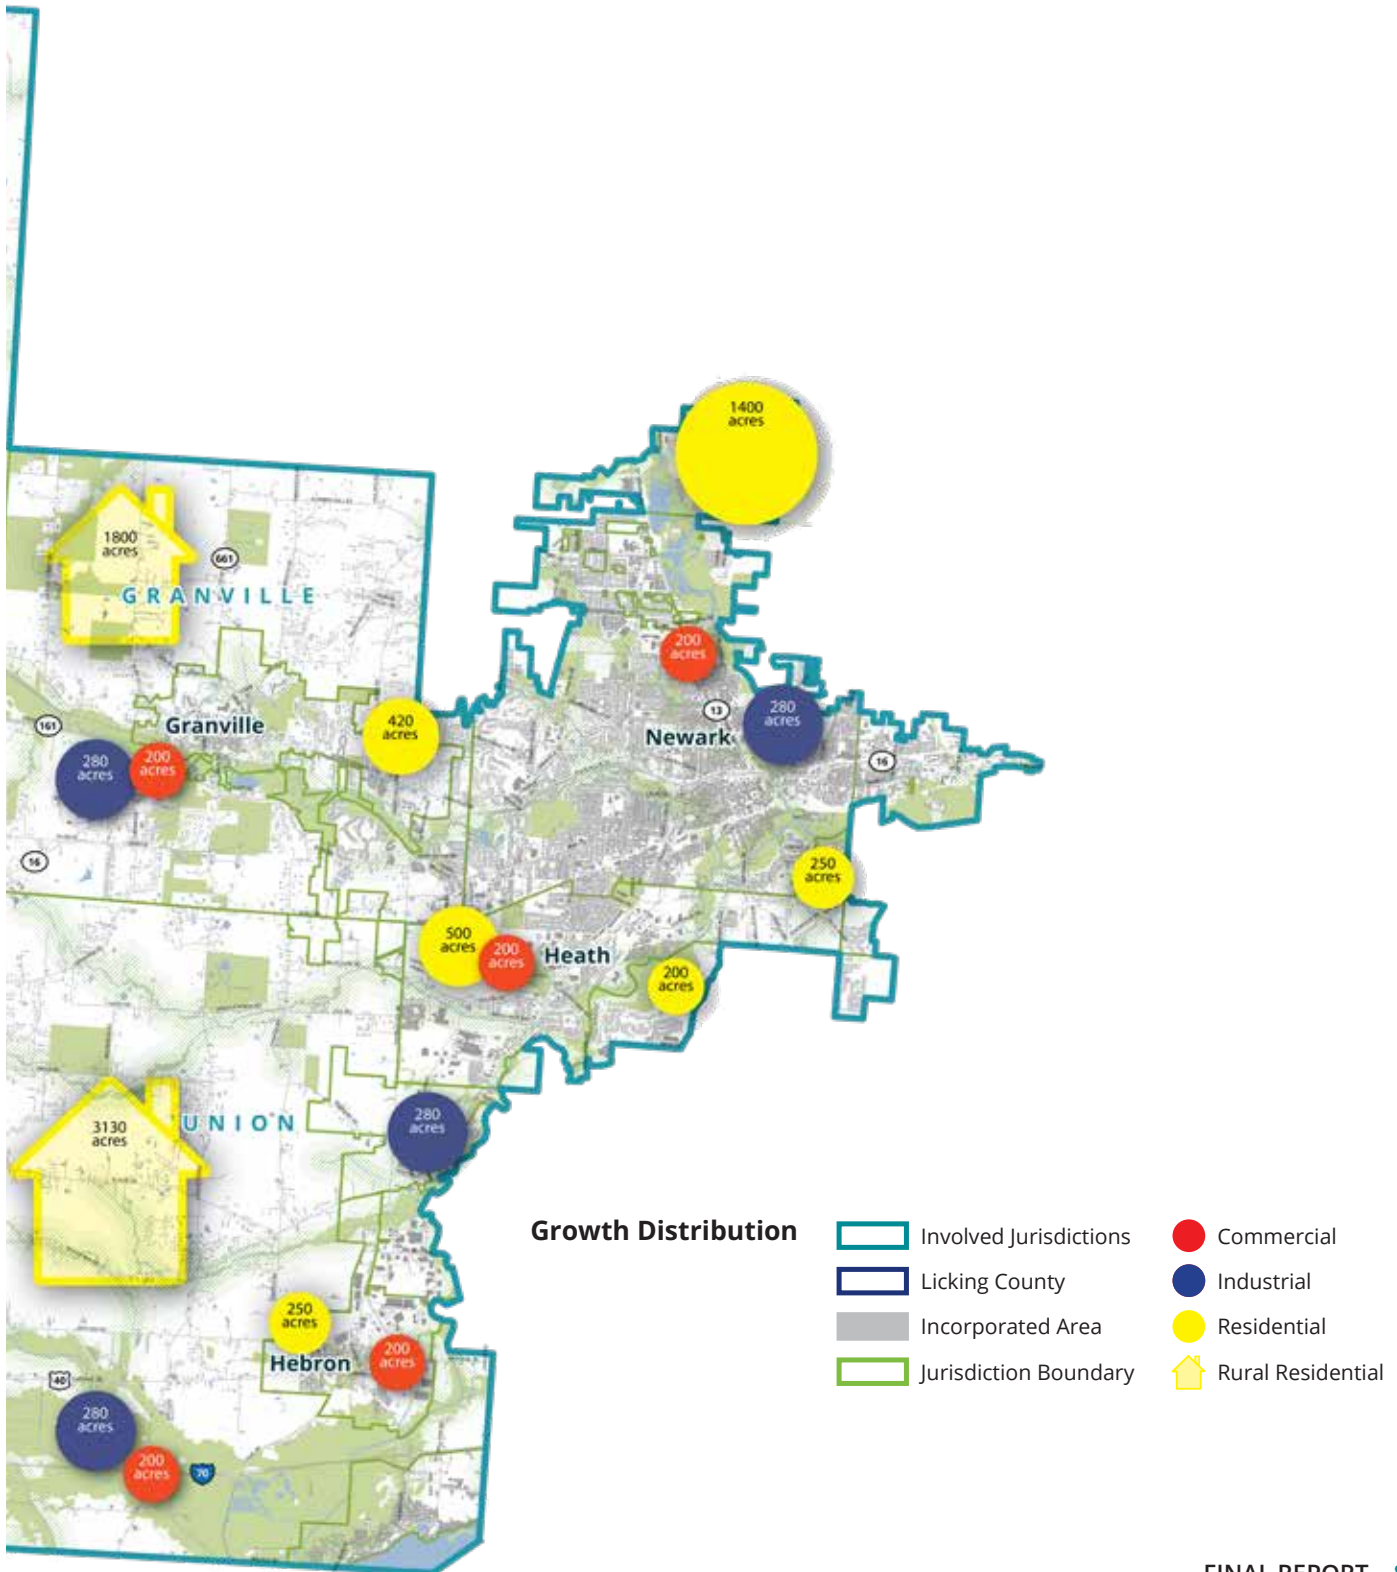 1400
acres
1800
acres
661
GRANVILLE
200
acres
161
Granville
420
acres
13
Newark
280
acres
280
acres
200
acres
16
16
250
acres
500
acres
200
acres
Heath
200
acres
3130
acres
UNION
280
acres
Growth Distribution
Involved Jurisdictions
Commercial
Licking County
Industrial
Incorporated Area
Residential
Jurisdiction Boundary
Rural Residential
250
acres
Hebron
200
acres
40
280
acres
200
acres
70
FINAL REPORT